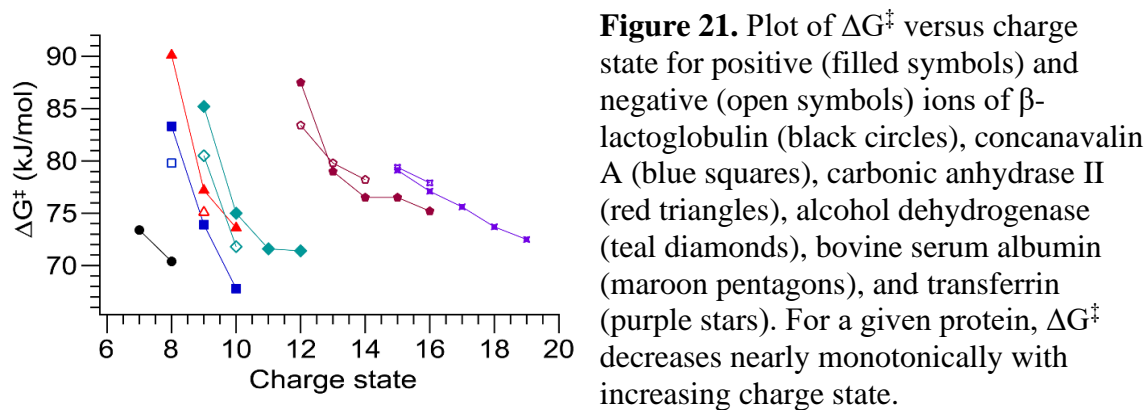 90
85
80
75
70
ΔG‡ (kJ/mol)
6 8 10 12 14 16 18 20
Charge state
Figure 21. Plot of ΔG‡ versus charge
state for positive (filled symbols) and
negative (open symbols) ions of β-
lactoglobulin (black circles), concanavalin
A (blue squares), carbonic anhydrase II
(red triangles), alcohol dehydrogenase
(teal diamonds), bovine serum albumin
(maroon pentagons), and transferrin
(purple stars). For a given protein, ΔG‡
decreases nearly monotonically with
increasing charge state.